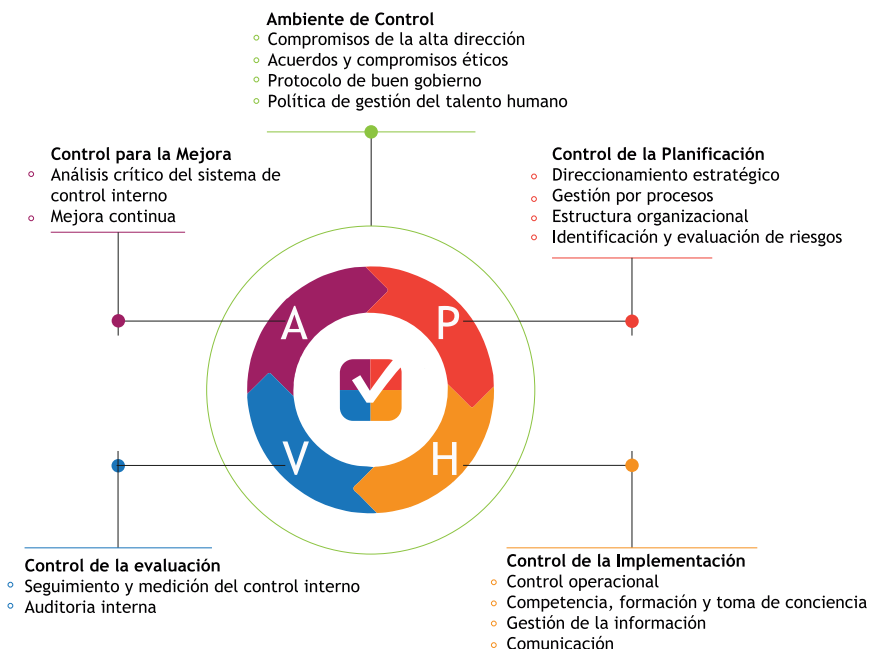 Ambiente de Control
Compromisos de la alta dirección
Acuerdos y compromisos éticos
Protocolo de buen gobierno
Política de gestión del talento humano
Control para la Mejora
Análisis crítico del sistema de
control interno
Mejora continua
Control de la Planificación
Direccionamiento estratégico
Gestión por procesos
Estructura organizacional
Identificación y evaluación de riesgos
A
P
V
H
Control de la evaluación
Seguimiento y medición del control interno
Auditoria interna
Control de la Implementación
Control operacional
Competencia, formación y toma de conciencia
Gestión de la información
Comunicación